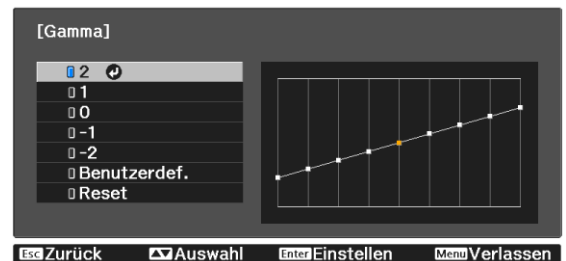 [Gamma]
2
1
0
-1
-2
Benutzerdef.
Reset
Esc Zurück Auswahl Enter Einstellen Menu Verlassen